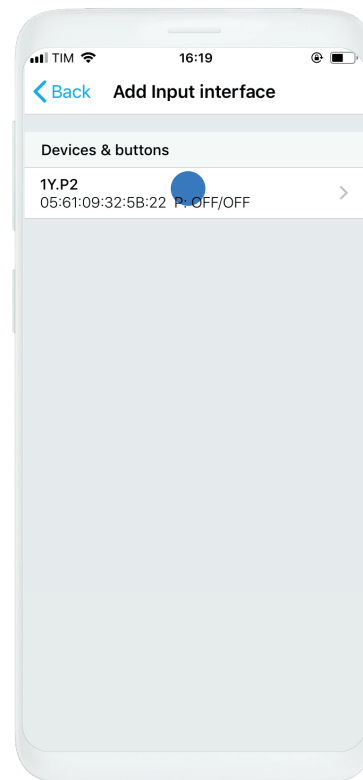 TIM
16:19
Back
Add Input interface
Devices & buttons
1Y.P2
05:61:09:32:5B:22 P: OFF/OFF